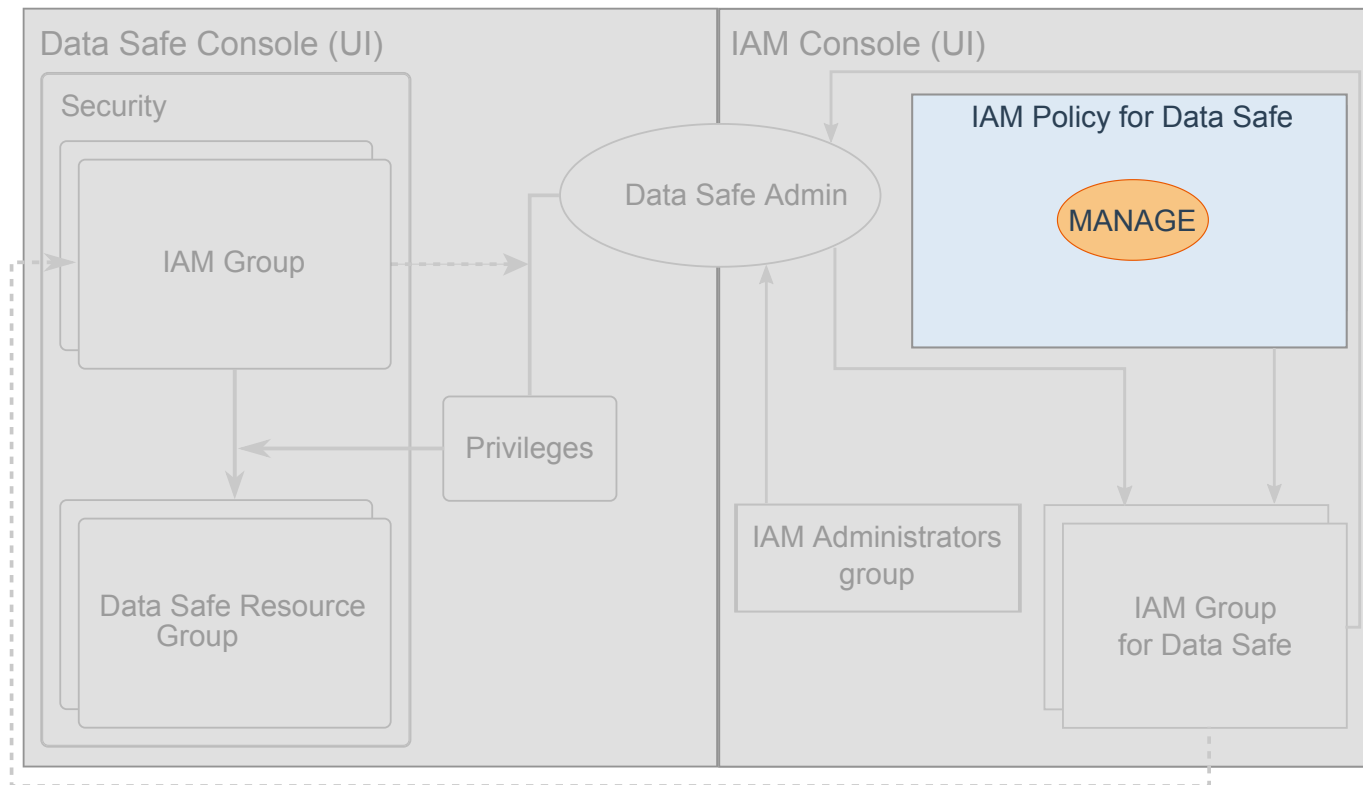 Data Safe Console (UI)
Security
IAM Group
Data Safe Resource
Group
Privileges
Data Safe Admin
IAM Console (UI)
IAM Policy for Data Safe
MANAGE
IAM Administrators
group
IAM Group
for Data Safe